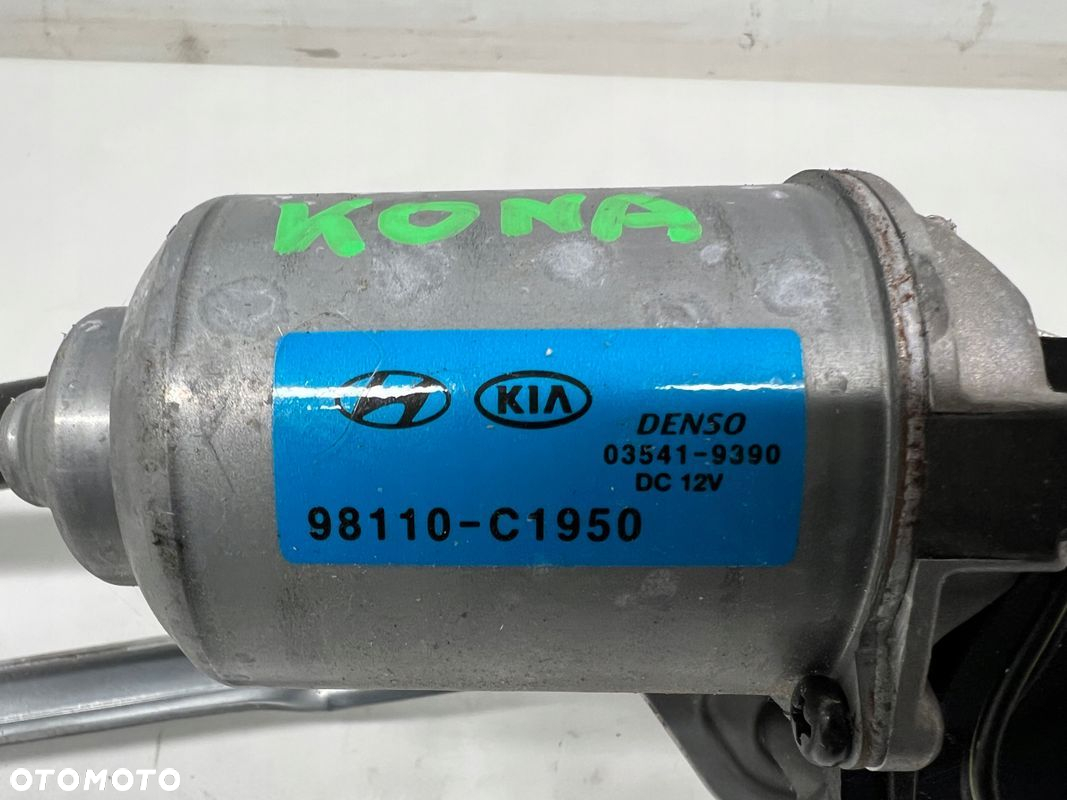 KONA
KIA
DENSO
03541-9390
DC 12V
98110-C1950
OTOMOTO